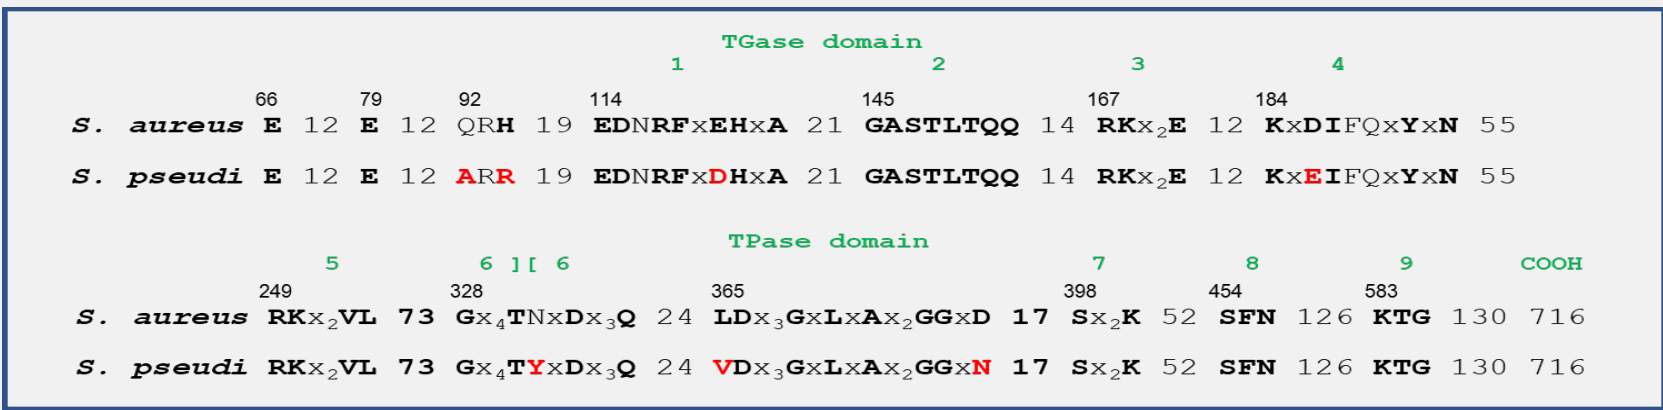 TGase domain
1 2 3 4
66 79 92 114 145 167 184
S. aureus E 12 E 12 QRH 19 EDNRFxEHxA 21 GASTLTQQ 14 RKx₂E 12 KxDIFQxYxN 55
S. pseudi E 12 E 12 ARR 19 EDNRFxDHxA 21 GASTLTQQ 14 RKx₂E 12 KxEIFQxYxN 55
TPase domain
5 6 ][ 6 7 8 9 COOH
249 328 365 398 454 583
S. aureus RKx₂VL 73 Gx₄TNxDx₃Q 24 LDx₃GxLxAx₂GGxD 17 Sx₂K 52 SFN 126 KTG 130 716
S. pseudi RKx₂VL 73 Gx₄TYxDx₃Q 24 VDx₃GxLxAx₂GGxN 17 Sx₂K 52 SFN 126 KTG 130 716